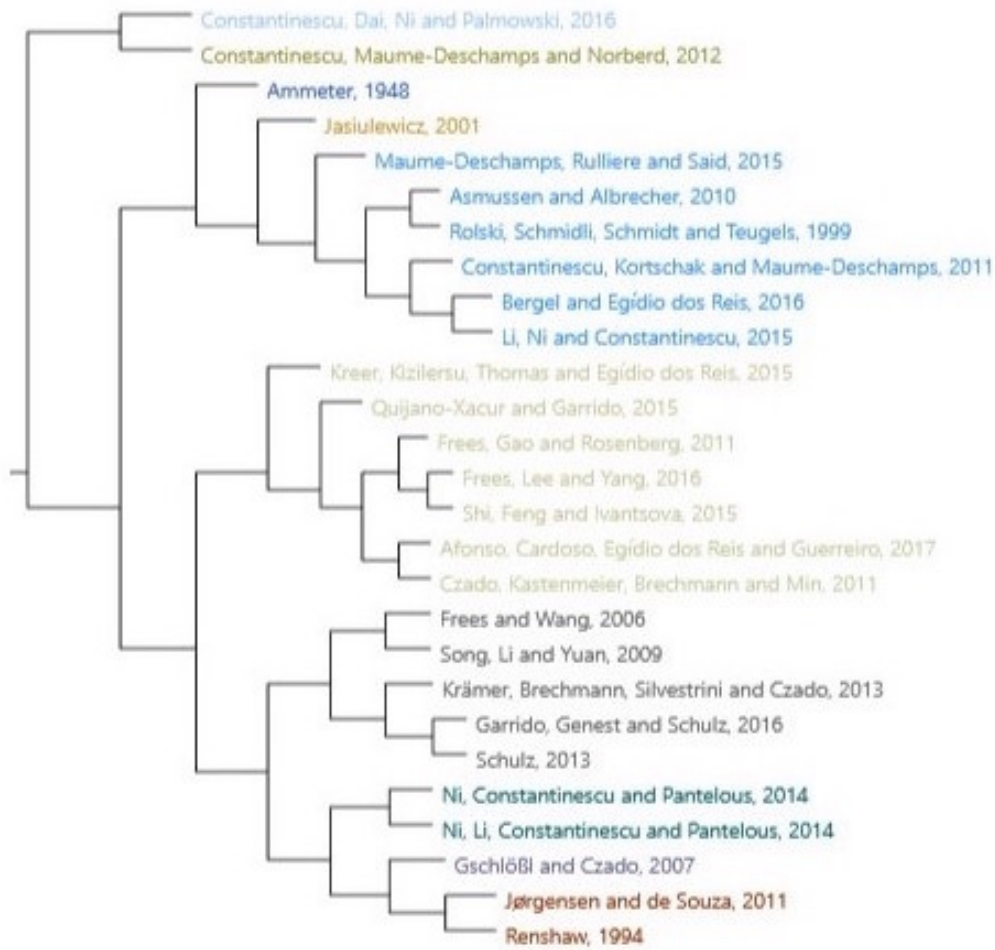 Constantinescu, Dai, Ni and Palmowski, 2016
Constantinescu, Maume-Deschamps and Norberd, 2012
Ammeter, 1948
Jasiulewicz, 2001
Maume-Deschamps, Rulliere and Said, 2015
Asmussen and Albrecher, 2010
Rolski, Schmidli, Schmidt and Teugels, 1999
Constantinescu, Kortschak and Maume-Deschamps, 2011
Bergel and Egídio dos Reis, 2016
Li, Ni and Constantinescu, 2015
Kreer, Kizilersu, Thomas and Egídio dos Reis, 2015
Quijano-Xacur and Garrido, 2015
Frees, Gao and Rosenberg, 2011
Frees, Lee and Yang, 2016
Shi, Feng and Ivantsova, 2015
Afonso, Cardoso, Egídio dos Reis and Guerreiro, 2017
Czado, Kastenmeier, Brechmann and Min, 2011
Frees and Wang, 2006
Song, Li and Yuan, 2009
Krämer, Brechmann, Silvestrini and Czado, 2013
Garrido, Genest and Schulz, 2016
Schulz, 2013
Ni, Constantinescu and Pantelous, 2014
Ni, Li, Constantinescu and Pantelous, 2014
Gschlößl and Czado, 2007
Jørgensen and de Souza, 2011
Renshaw, 1994